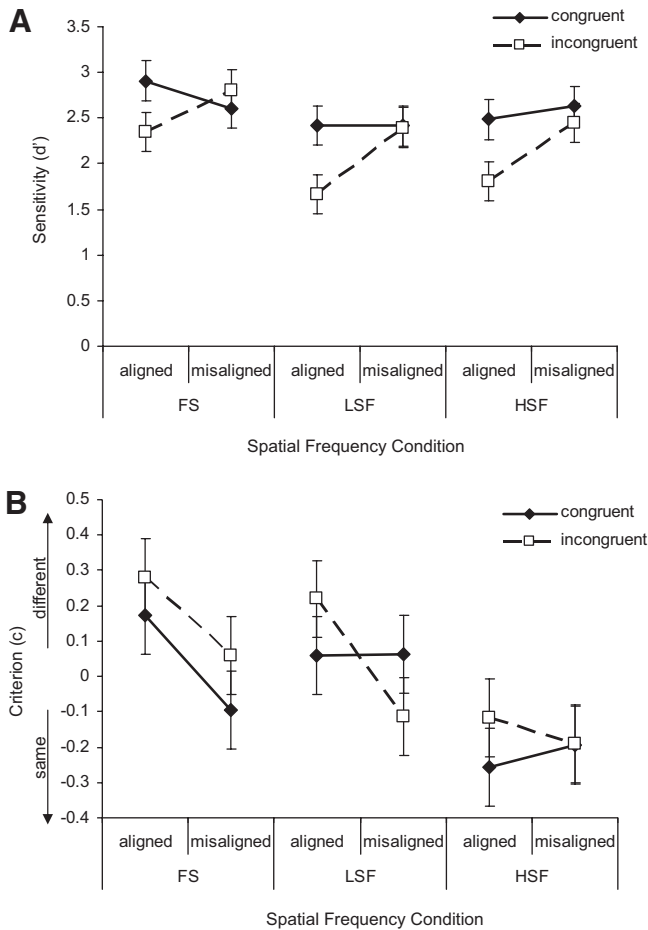 A
congruent
incongruent
3.5
3
2.5
2
1.5
1
0.5
0
Sensitivity (d')
aligned misaligned aligned misaligned aligned misaligned
FS LSF HSF
Spatial Frequency Condition
B
congruent
incongruent
0.5
0.4
0.3
0.2
0.1
0
-0.1
-0.2
-0.3
-0.4
different
same
Criterion (c)
aligned misaligned aligned misaligned aligned misaligned
FS LSF HSF
Spatial Frequency Condition